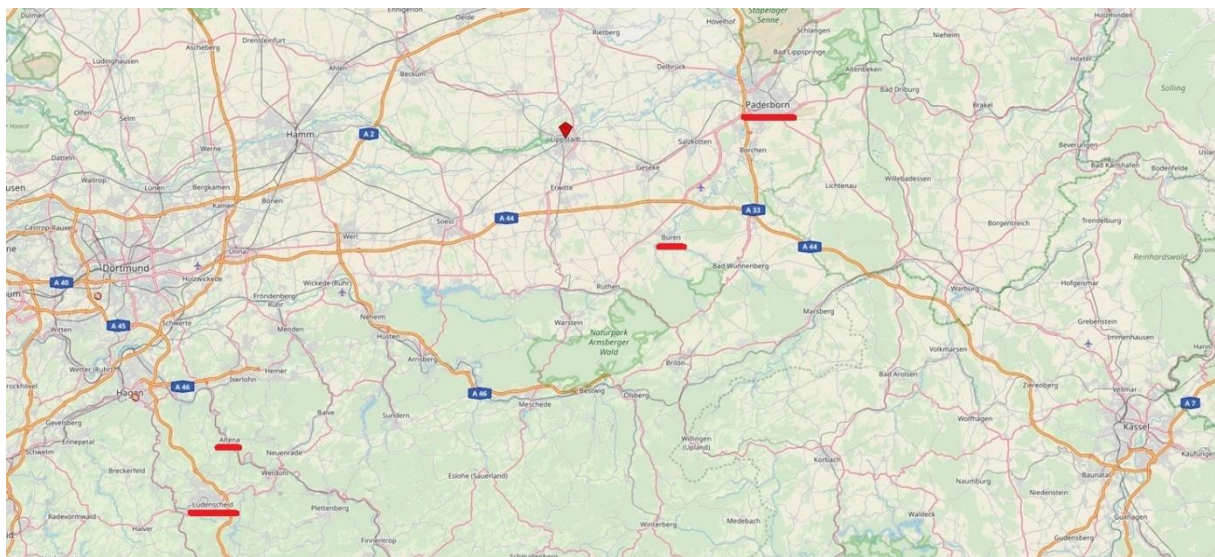 Dülmen
Ennigerloh
Oelde
Rietberg
Hövelhof
Stapelager
Senne
Schlangen
Nieheim
Holzminden
Ascheberg
Drensteinfurt
Bad Lippspringe
Höxter
Lüdinghausen
Ahlen
Beckum
Delbrück
Altenbeken
Bad Driburg
Brakel
Solling
Olfen
Selm
Hamm
A 2
Lippstadt
Paderborn
Haard
Werne
Salzkotten
Borchen
Beverungen
Datteln
Bad Karlshafen
Bodenfelde
Waltrop
Lünen
Bergkamen
Bönen
Erwitte
Geseke
Lichtenau
Willebadessen
Kamen
Castrop-Rauxel
Soest
A 44
A 33
Borgentreich
Trendelburg
Unna
Werl
Büren
A 44
Dortmund
Holzwickede
Bad Wünnenberg
Reinhardswald
A 40
Wickede (Ruhr)
Rüthen
Warburg
Hofgeismar
Fröndenberg/
Ruhr
Witten
A 45
Schwerte
Menden
Neheim
Hüsten
Warstein
Naturpark
Arnsberger
Wald
Marsberg
Grebenstein
Immenhausen
Arnsberg
Brilon
Volkmarsen
Wetter (Ruhr)
Hemer
Iserlohn
A 46
Hagen
A 46
Bestwig
Olsberg
Bad Arolsen
Zierenberg
Vellmar
Meschede
A 7
Gevelsberg
Balve
Sundern
Wolfhagen
Kassel
Ennepetal
Altena
Willingen
(Upland)
Schwelm
Neuenrade
Korbach
Kaufungen
Breckerfeld
Werdohl
Eslohe (Sauerland)
Naumburg
Baunatal
Niedenstein
Radevormwald
Halver
Lüdenscheid
Plettenberg
Winterberg
Medebach
Waldeck
Guxhagen
Finnentrop
Gudensberg
Schmallenberg